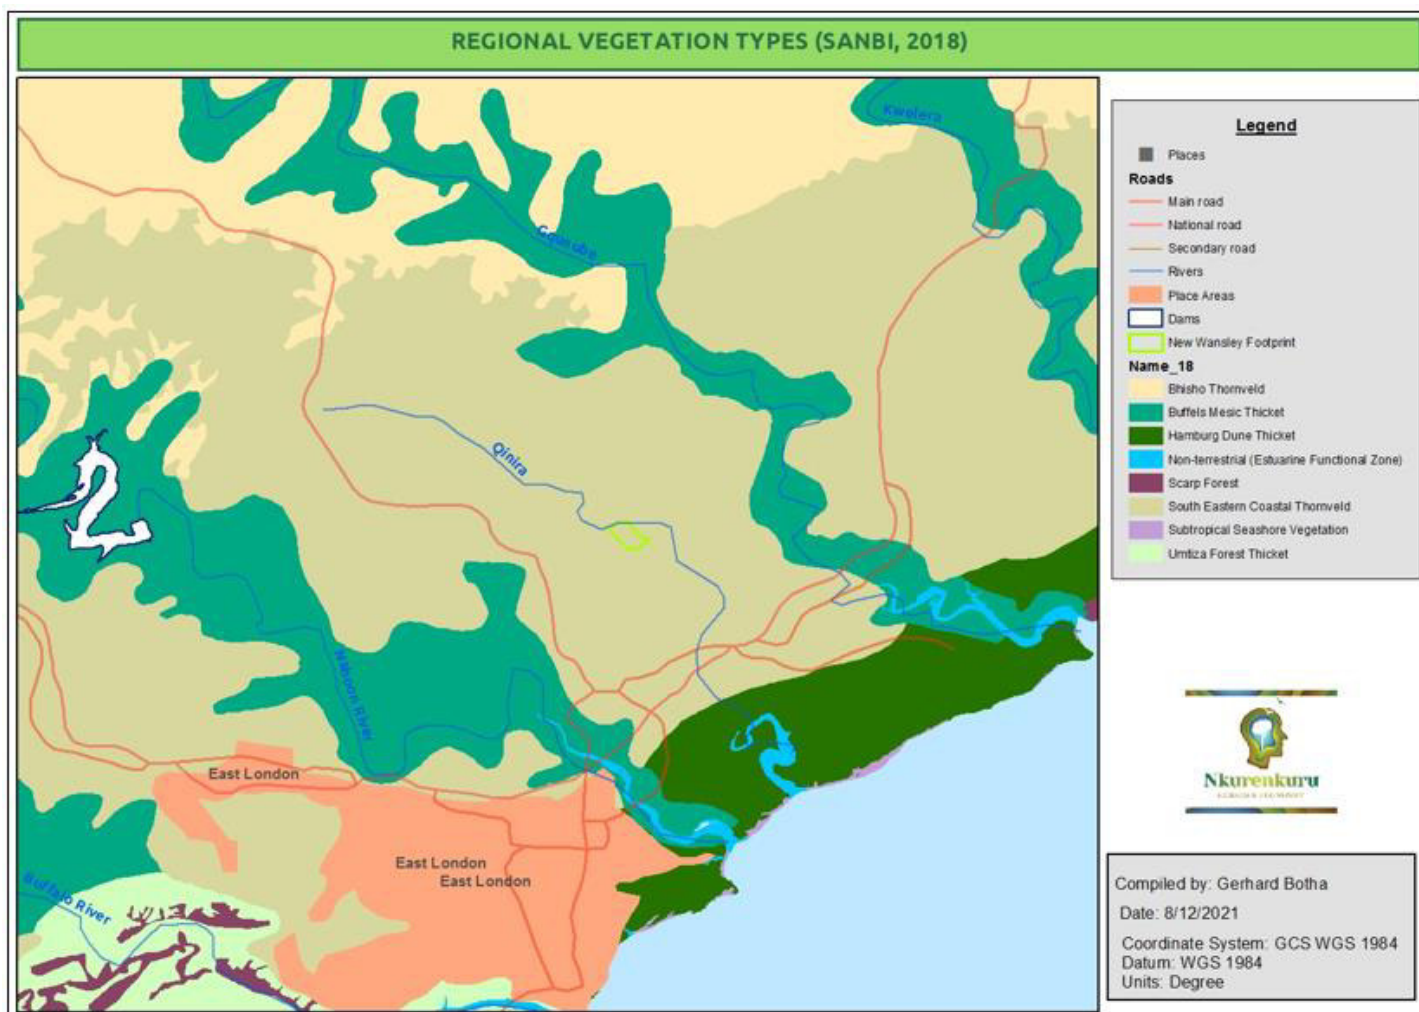 REGIONAL VEGETATION TYPES (SANBI, 2018)
Kwelera
Gqunube
Qinira
Nahoon River
East London
East London
East London
Buffalo River
Legend
Places
Roads
Main road
National road
Secondary road
Rivers
Place Areas
Dams
New Wansley Footprint
Name_18
Bhisho Thornveld
Buffels Mesic Thicket
Hamburg Dune Thicket
Non-terrestrial (Estuarine Functional Zone)
Scarp Forest
South Eastern Coastal Thornveld
Subtropical Seashore Vegetation
Umtiza Forest Thicket
Nkurenkuru
Compiled by: Gerhard Botha
Date: 8/12/2021
Coordinate System: GCS WGS 1984
Datum: WGS 1984
Units: Degree